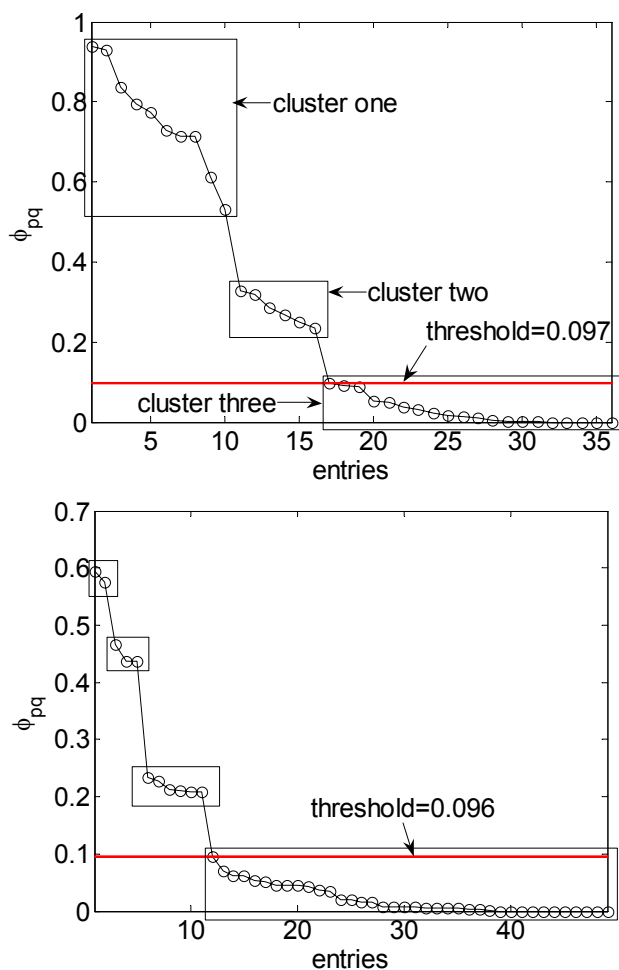 1
0.8
0.6
0.4
0.2
0
ϕpq
cluster one
cluster two
threshold=0.097
cluster three
5 10 15 20 25 30 35
entries
0.7
0.6
0.5
0.4
0.3
0.2
0.1
0
ϕpq
threshold=0.096
10 20 30 40
entries